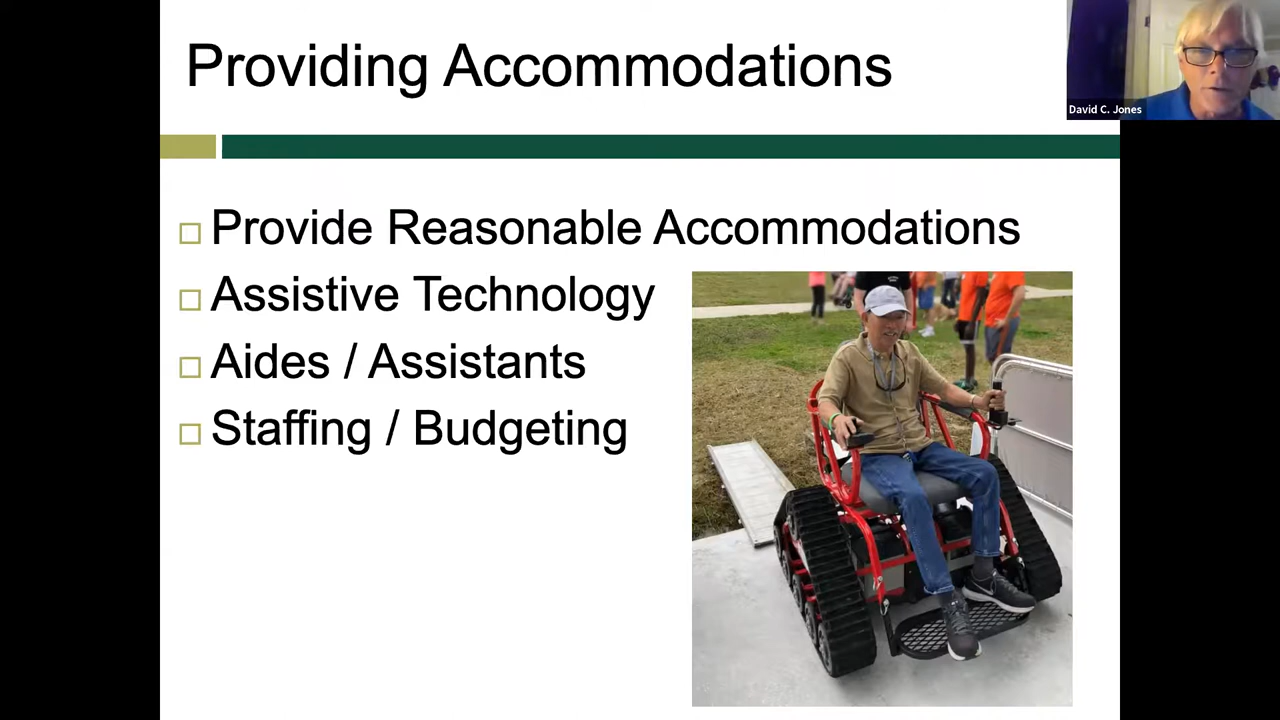 Providing Accommodations
David C. Jones
Provide Reasonable Accommodations
Assistive Technology
Aides / Assistants
Staffing / Budgeting